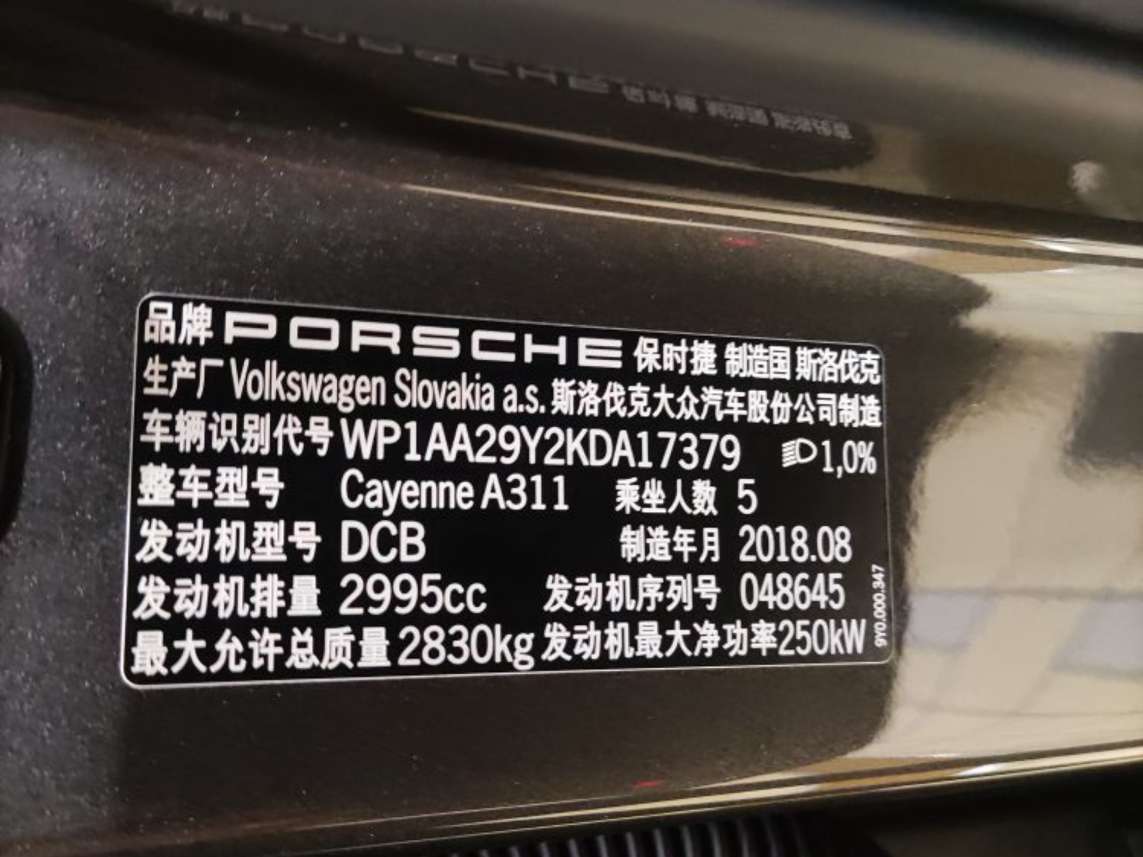 品牌 PORSCHE 保时捷 制造国 斯洛伐克
生产厂 Volkswagen Slovakia a.s. 斯洛伐克大众汽车股份公司制造
车辆识别代号 WP1AA29Y2KDA17379 1,0%
整车型号 Cayenne A311 乘坐人数 5
发动机型号 DCB 制造年月 2018.08
发动机排量 2995cc 发动机序列号 048645
最大允许总质量 2830kg 发动机最大净功率 250kW
9Y0.000.347